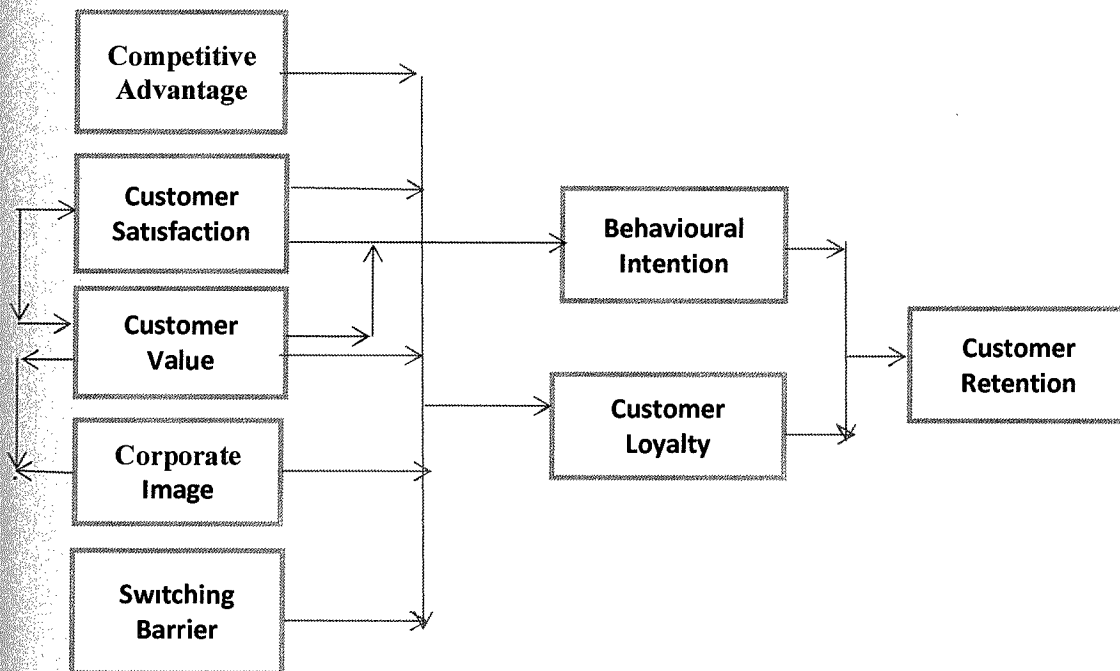 Competitive
Advantage
Customer
Satisfaction
Customer
Value
Corporate
Image
Switching
Barrier
Behavioural
Intention
Customer
Loyalty
Customer
Retention